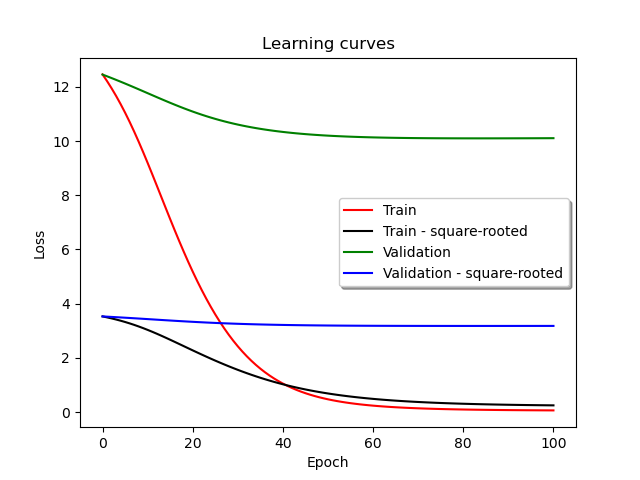 Learning curves
12
10
8
6
4
2
0
Loss
Train
Train - square-rooted
Validation
Validation - square-rooted
0 20 40 60 80 100
Epoch